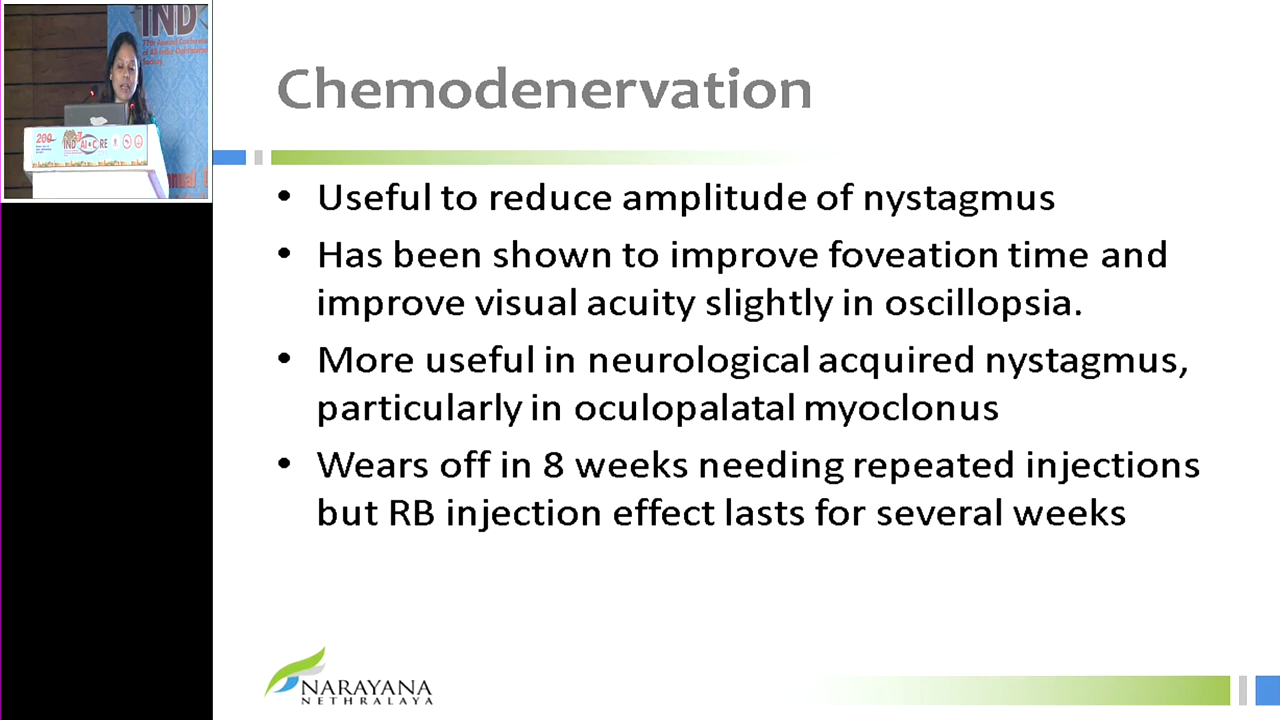 IND
Chemodenervation
• Useful to reduce amplitude of nystagmus
• Has been shown to improve foveation time and
improve visual acuity slightly in oscillopsia.
• More useful in neurological acquired nystagmus,
particularly in oculopalatal myoclonus
• Wears off in 8 weeks needing repeated injections
but RB injection effect lasts for several weeks
NARAYANA
NETHRALAYA